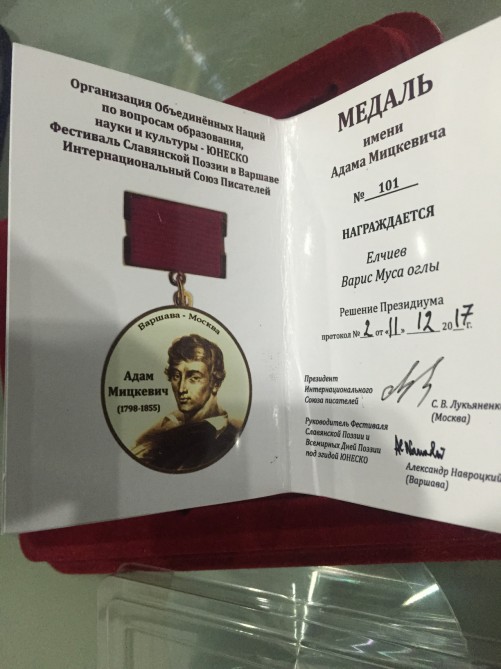 Организация Объединённых Наций
по вопросам образования,
науки и культуры - ЮНЕСКО
Фестиваль Славянской Поэзии в Варшаве
Интернациональный Союз Писателей
Варшава - Москва
Адам
Мицкевич
(1798-1855)
МЕДАЛЬ
имени
Адама Мицкевича
№ 101
НАГРАЖДАЕТСЯ
Елчиев
Варис Муса оглы
Решение Президиума
протокол № 2 от «11» 12 2017г.
Президент
Интернационального
Союза писателей
С. В. Лукьяненко
(Москва)
Руководитель Фестиваля
Славянской Поэзии и
Всемирных Дней Поэзии
под эгидой ЮНЕСКО
Александр Навроцкий
(Варшава)